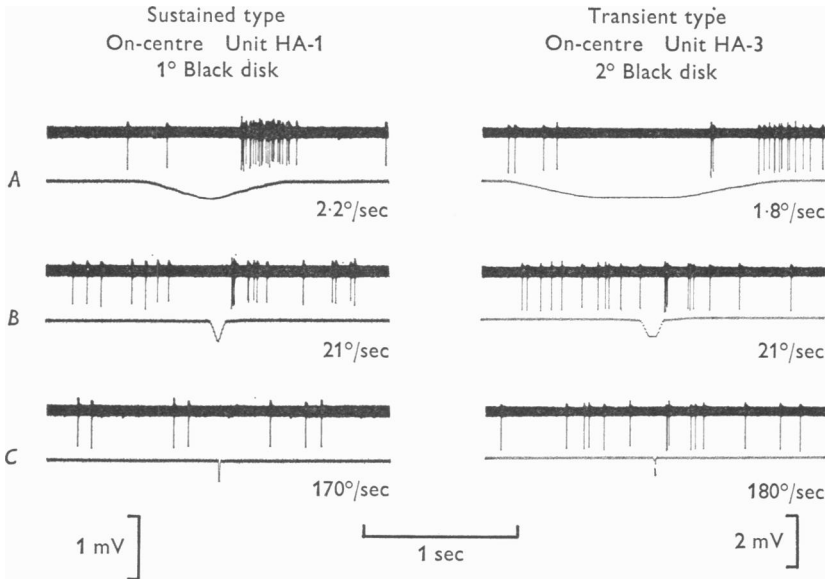 Sustained type
On-centre Unit HA-1
1° Black disk
Transient type
On-centre Unit HA-3
2° Black disk
A
2·2°/sec
1·8°/sec
B
21°/sec
21°/sec
C
170°/sec
180°/sec
1 mV
1 sec
2 mV